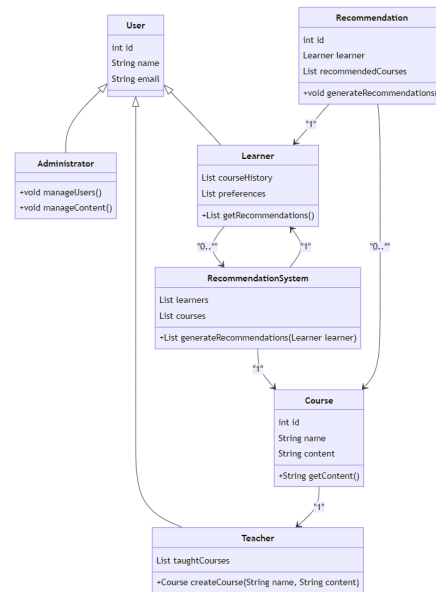 User
int id
String name
String email
Recommendation
int id
Learner learner
List recommendedCourses
+void generateRecommendations(
Administrator
+void manageUsers()
+void manageContent()
"1"
Learner
List courseHistory
List preferences
+List getRecommendations()
"0..*"
"1"
"0..*"
RecommendationSystem
List learners
List courses
+List generateRecommendations(Learner learner)
"1"
Course
int id
String name
String content
+String getContent()
"1"
Teacher
List taughtCourses
+Course createCourse(String name, String content)